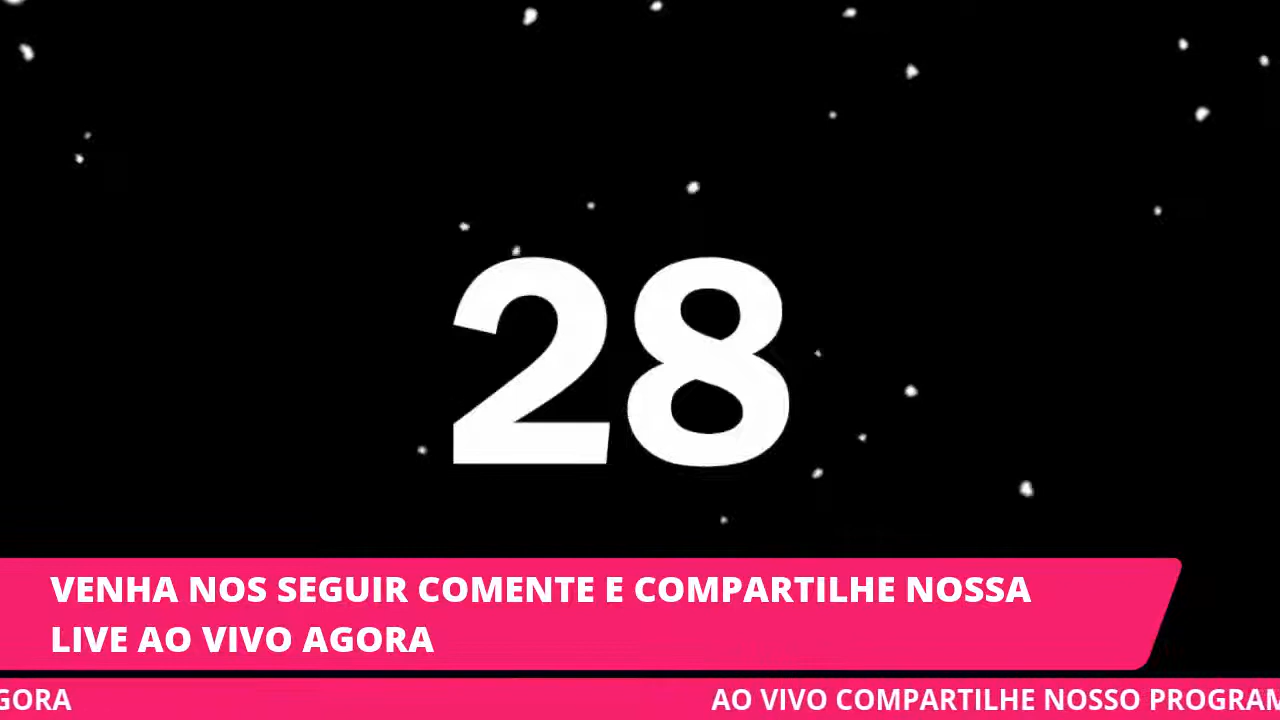 28
VENHA NOS SEGUIR COMENTE E COMPARTILHE NOSSA
LIVE AO VIVO AGORA
GORA AO VIVO COMPARTILHE NOSSO PROGRAM